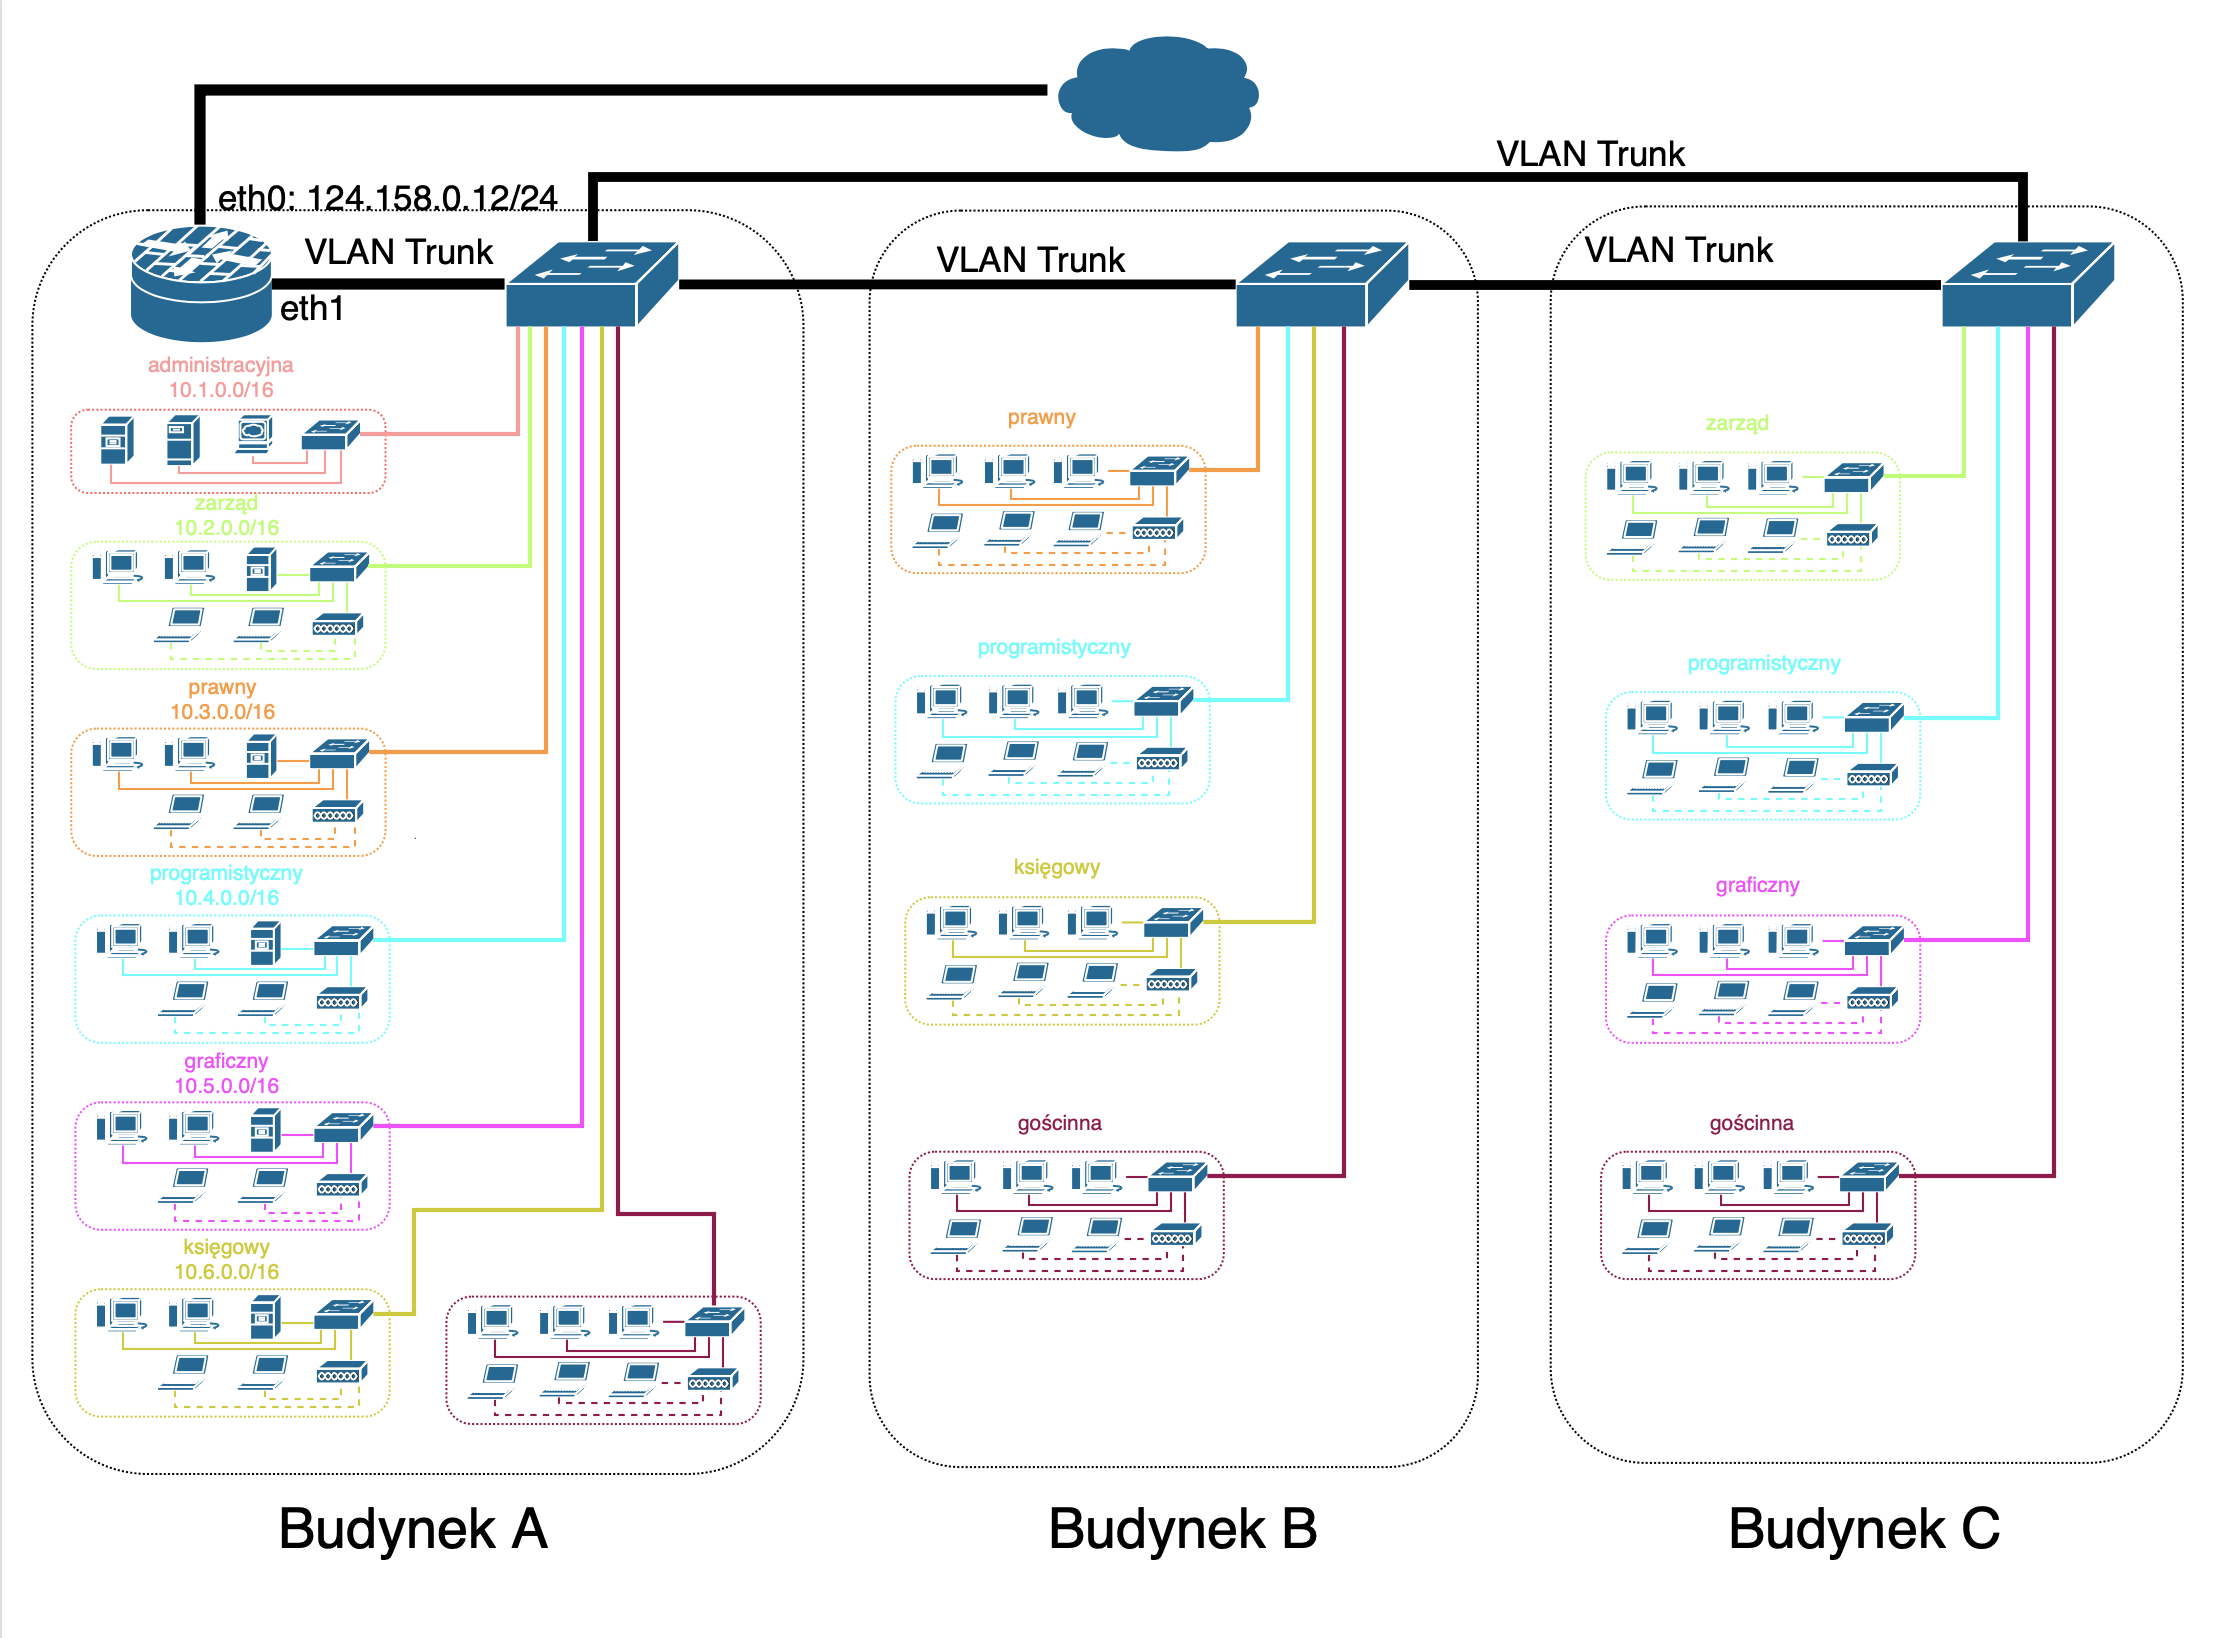 VLAN Trunk
eth0: 124.158.0.12/24
VLAN Trunk
eth1
VLAN Trunk
VLAN Trunk
administracyjna
10.1.0.0/16
zarząd
10.2.0.0/16
prawny
10.3.0.0/16
programistyczny
10.4.0.0/16
graficzny
10.5.0.0/16
księgowy
10.6.0.0/16
Budynek A
prawny
programistyczny
księgowy
gościnna
Budynek B
zarząd
programistyczny
graficzny
gościnna
Budynek C